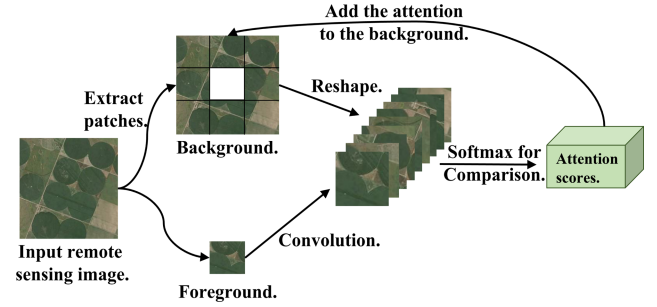 Add the attention
to the background.
Extract
patches.
Reshape.
Background.
Softmax for
Comparison.
Attention
scores.
Input remote
sensing image.
Convolution.
Foreground.